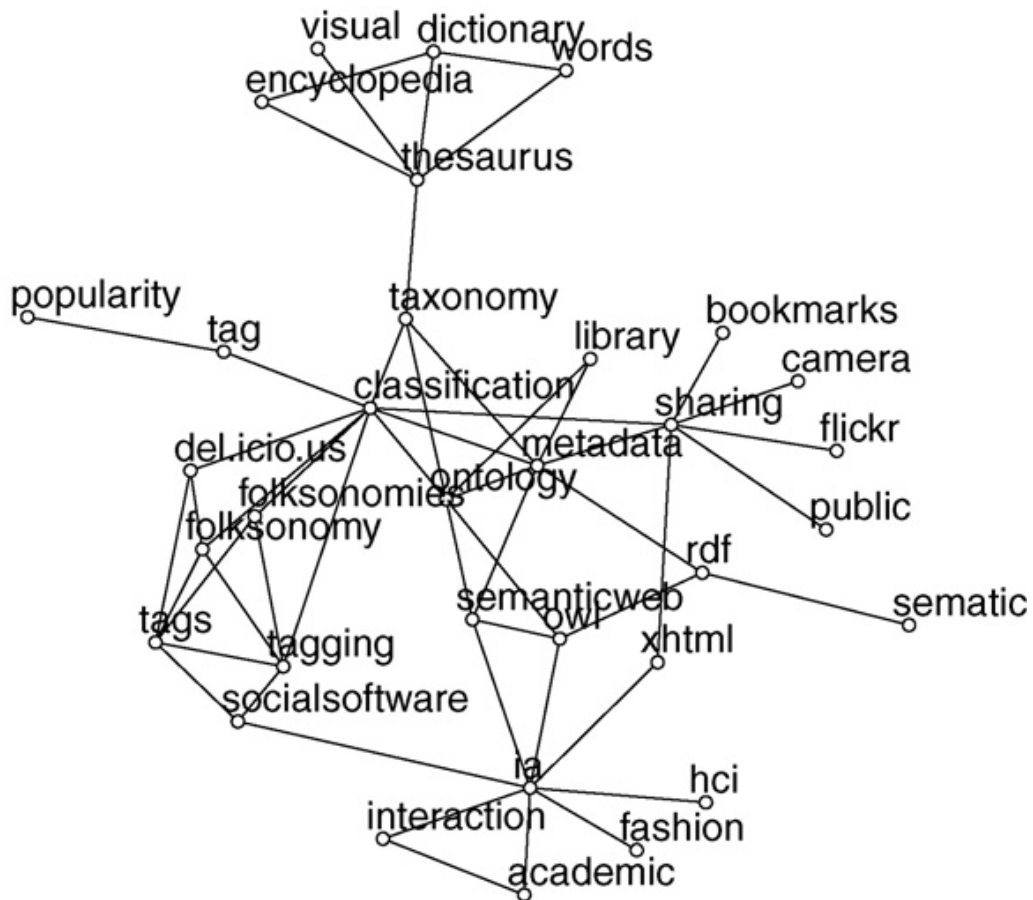 visual
dictionary
words
encyclopedia
thesaurus
popularity
tag
taxonomy
library
bookmarks
camera
classification
sharing
flickr
del.icio.us
metadata
ontology
folksonomies
folksonomy
public
rdf
semanticweb
owl
sematic
tags
tagging
xhtml
socialsoftware
ia
hci
interaction
fashion
academic